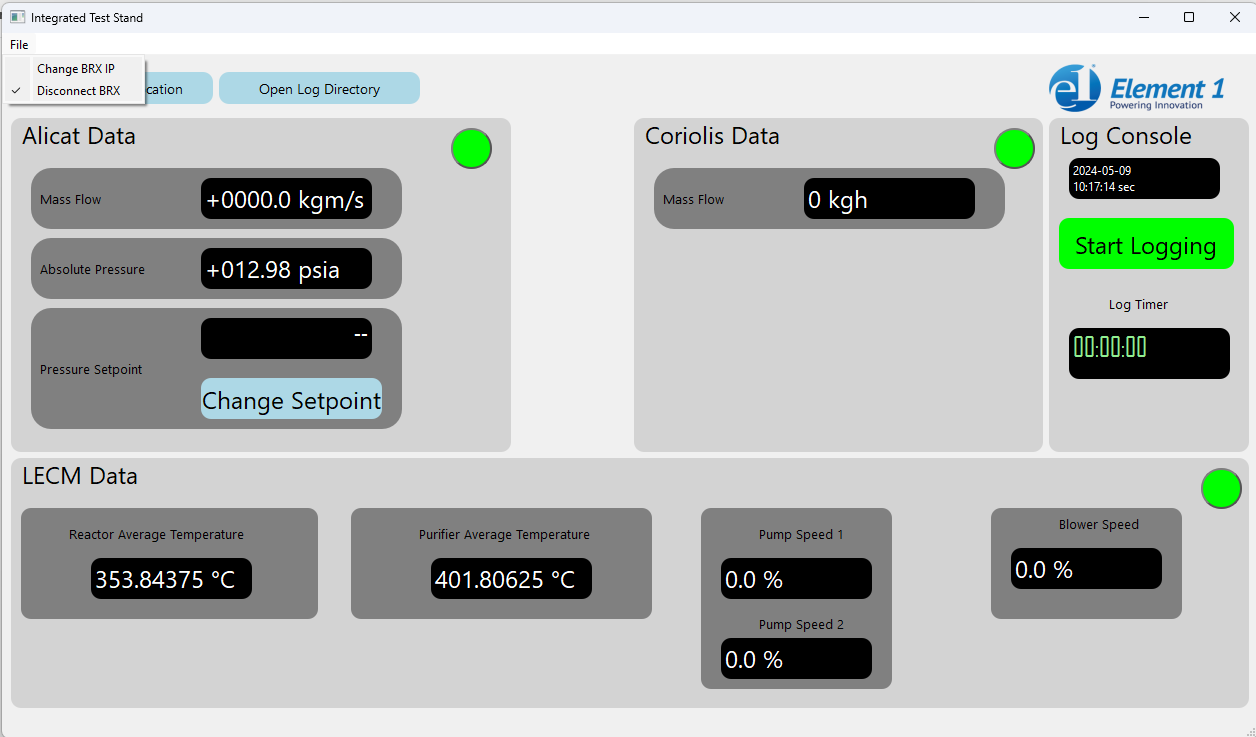 Integrated Test Stand
File
Change BRX IP
Disconnect BRX
cation
Open Log Directory
e1 Element 1
Powering Innovation
Alicat Data
Mass Flow
+0000.0 kgm/s
Absolute Pressure
+012.98 psia
Pressure Setpoint
--
Change Setpoint
Coriolis Data
Mass Flow
0 kgh
Log Console
2024-05-09
10:17:14 sec
Start Logging
Log Timer
00:00:00
LECM Data
Reactor Average Temperature
353.84375 °C
Purifier Average Temperature
401.80625 °C
Pump Speed 1
0.0 %
Pump Speed 2
0.0 %
Blower Speed
0.0 %